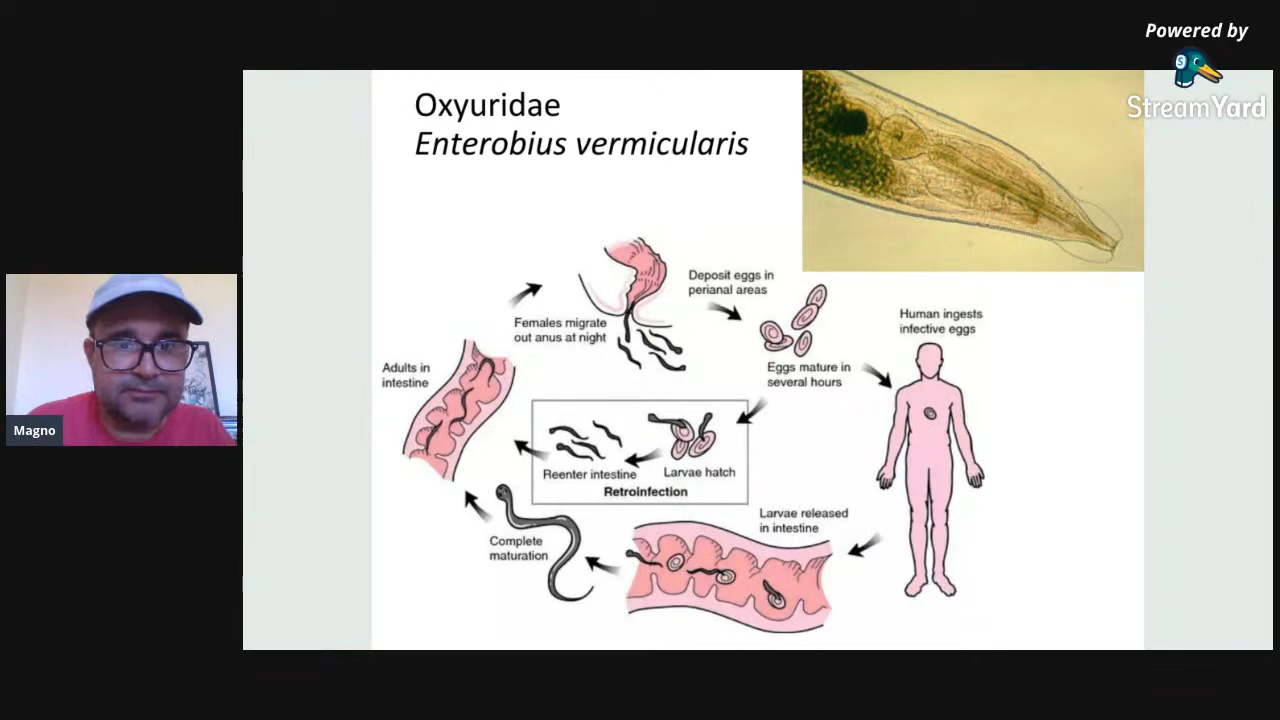 Powered by
StreamYard
Oxyuridae
Enterobius vermicularis
Deposit eggs in
perianal areas
Females migrate
out anus at night
Human ingests
infective eggs
Adults in
intestine
Eggs mature in
several hours
Reenter intestine
Larvae hatch
Retroinfection
Larvae released
in intestine
Complete
maturation
Magno